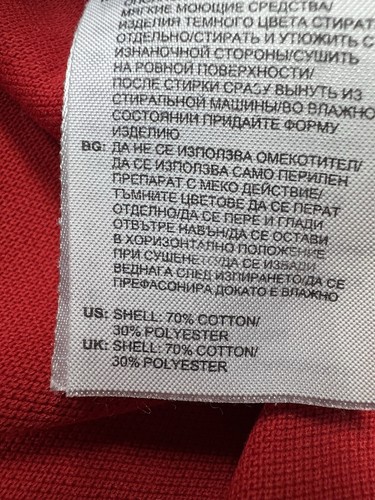 МЯГКИЕ МОЮЩИЕ СРЕДСТВА/
ИЗДЕЛИЯ ТЕМНОГО ЦВЕТА СТИРАТ
ОТДЕЛЬНО/СТИРАТЬ И УТЮЖИТЬ С
ИЗНАНОЧНОЙ СТОРОНЫ/СУШИТЬ
НА РОВНОЙ ПОВЕРХНОСТИ/
ПОСЛЕ СТИРКИ СРАЗУ ВЫНУТЬ ИЗ
СТИРАЛЬНОЙ МАШИНЫ/ВО ВЛАЖНО
СОСТОЯНИИ ПРИДАЙТЕ ФОРМУ
ИЗДЕЛИЮ
BG: ДА НЕ СЕ ИЗПОЛЗВА ОМЕКОТИТЕЛ/
ДА СЕ ИЗПОЛЗВА САМО ПЕРИЛЕН
ПРЕПАРАТ С МЕКО ДЕЙСТВИЕ/
ТЪМНИТЕ ЦВЕТОВЕ ДА СЕ ПЕРАТ
ОТДЕЛНО/ДА СЕ ПЕРЕ И ГЛАДИ
ОТВЪТРЕ НАВЪН/ДА СЕ ОСТАВИ
В ХОРИЗОНТАЛНО ПОЛОЖЕНИЕ
ПРИ СУШЕНЕТО/ДА СЕ ИЗВАДИ
ВЕДНАГА СЛЕД ИЗПИРАНЕТО/ДА СЕ
ПРЕФАСОНИРА ДОКАТО Е ВЛАЖНО
US: SHELL: 70% COTTON/
30% POLYESTER
UK: SHELL: 70% COTTON/
30% POLYESTER